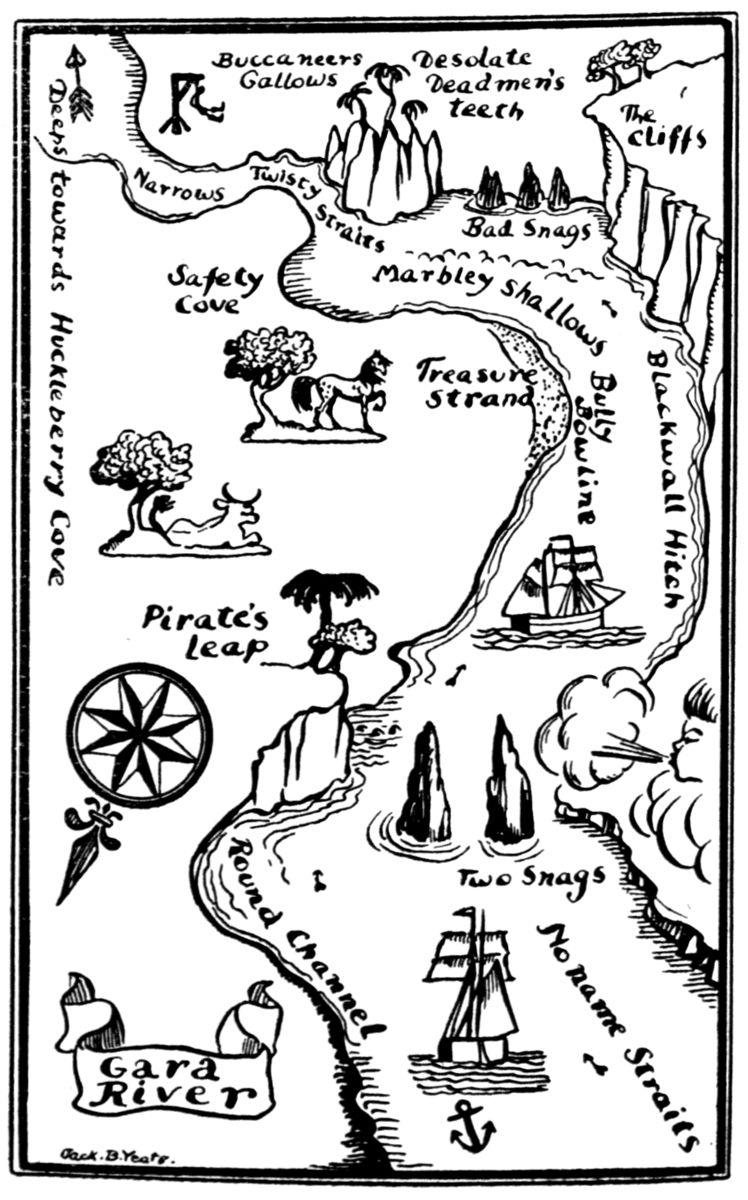 Buccaneers
Gallows
Desolate
Deadmen's
teeth
The
Cliffs
Deeps towards Huckleberry Cove
Narrows
Twisty Straits
Bad Snags
Safety
Cove
Marbley Shallows
Treasure
Strand
Bully
Bowline
Blackwall Hitch
Pirate's
Leap
Two Snags
Round Channel
No name Straits
Gara
River
Jack. B. Yeats.